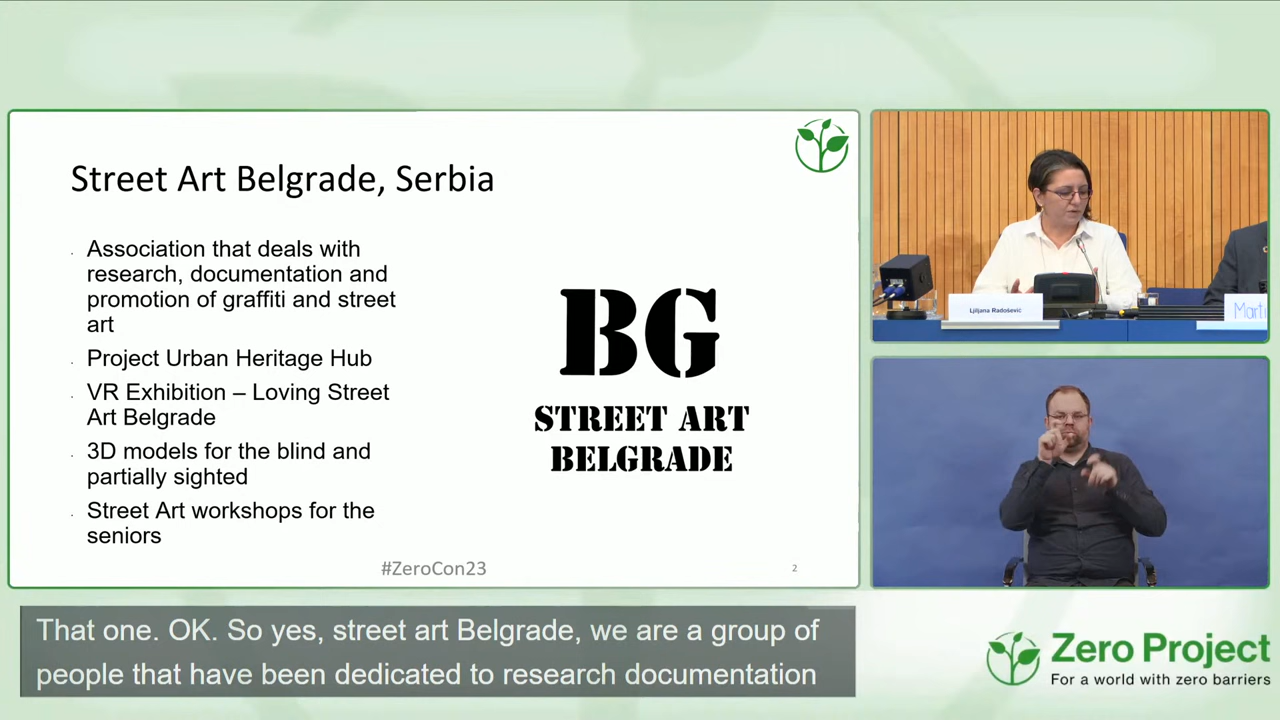 Street Art Belgrade, Serbia
Association that deals with
research, documentation and
promotion of graffiti and street
art
Project Urban Heritage Hub
VR Exhibition – Loving Street
Art Belgrade
3D models for the blind and
partially sighted
Street Art workshops for the
seniors
BG
STREET ART
BELGRADE
#ZeroCon23
2
Ljiljana Radošević
Marti
That one. OK. So yes, street art Belgrade, we are a group of
people that have been dedicated to research documentation
Zero Project
For a world with zero barriers